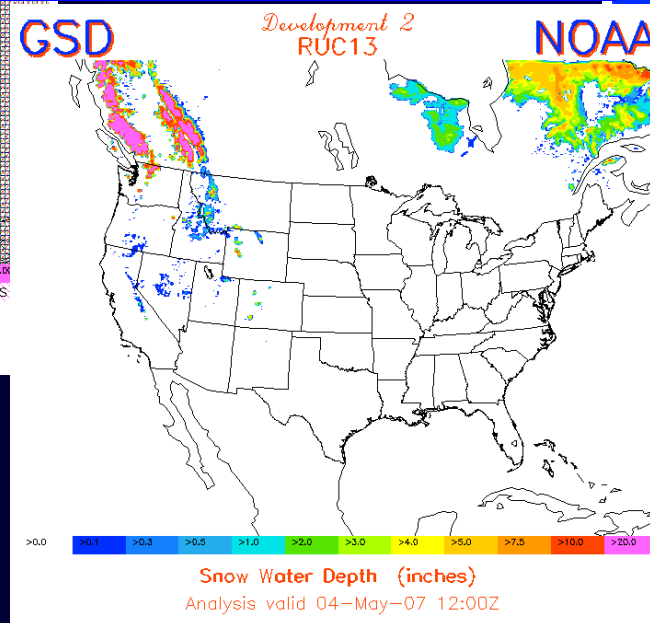 Development 2
GSD RUC13 NOAA
>0.0 >0.1 >0.3 >0.5 >1.0 >2.0 >3.0 >4.0 >5.0 >7.5 >10.0 >20.0
Snow Water Depth (inches)
Analysis valid 04-May-07 12:00Z